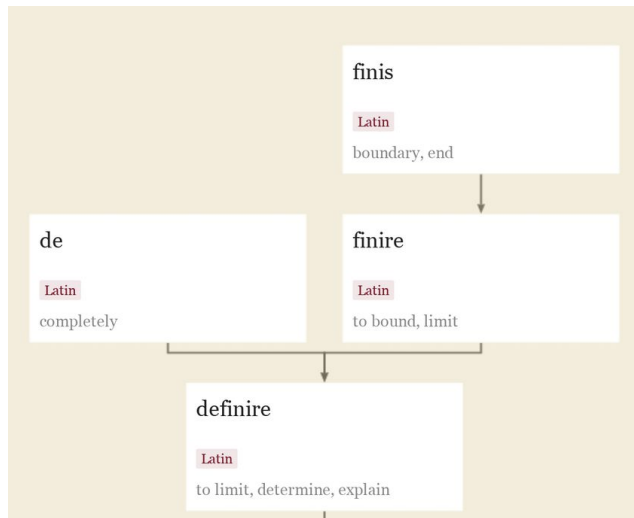 finis
Latin
boundary, end
de
Latin
completely
finire
Latin
to bound, limit
definire
Latin
to limit, determine, explain